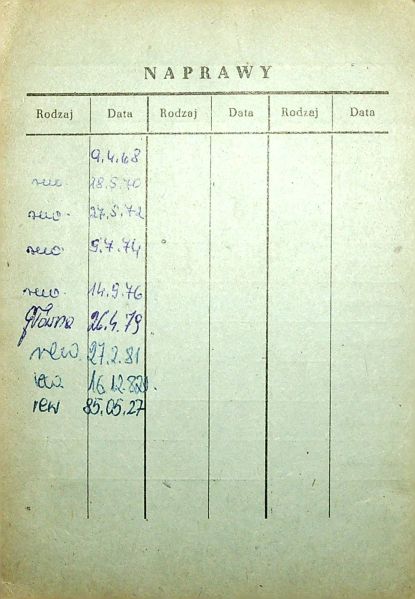 NAPRAWY
Rodzaj Data Rodzaj Data Rodzaj Data
9.4.68
rew. 18.5.70
rew. 27.5.72
rew. 5.7.74
rew. 14.9.76
główna 26.4.79
rew. 27.2.81
16.12.82
rew 85.05.27